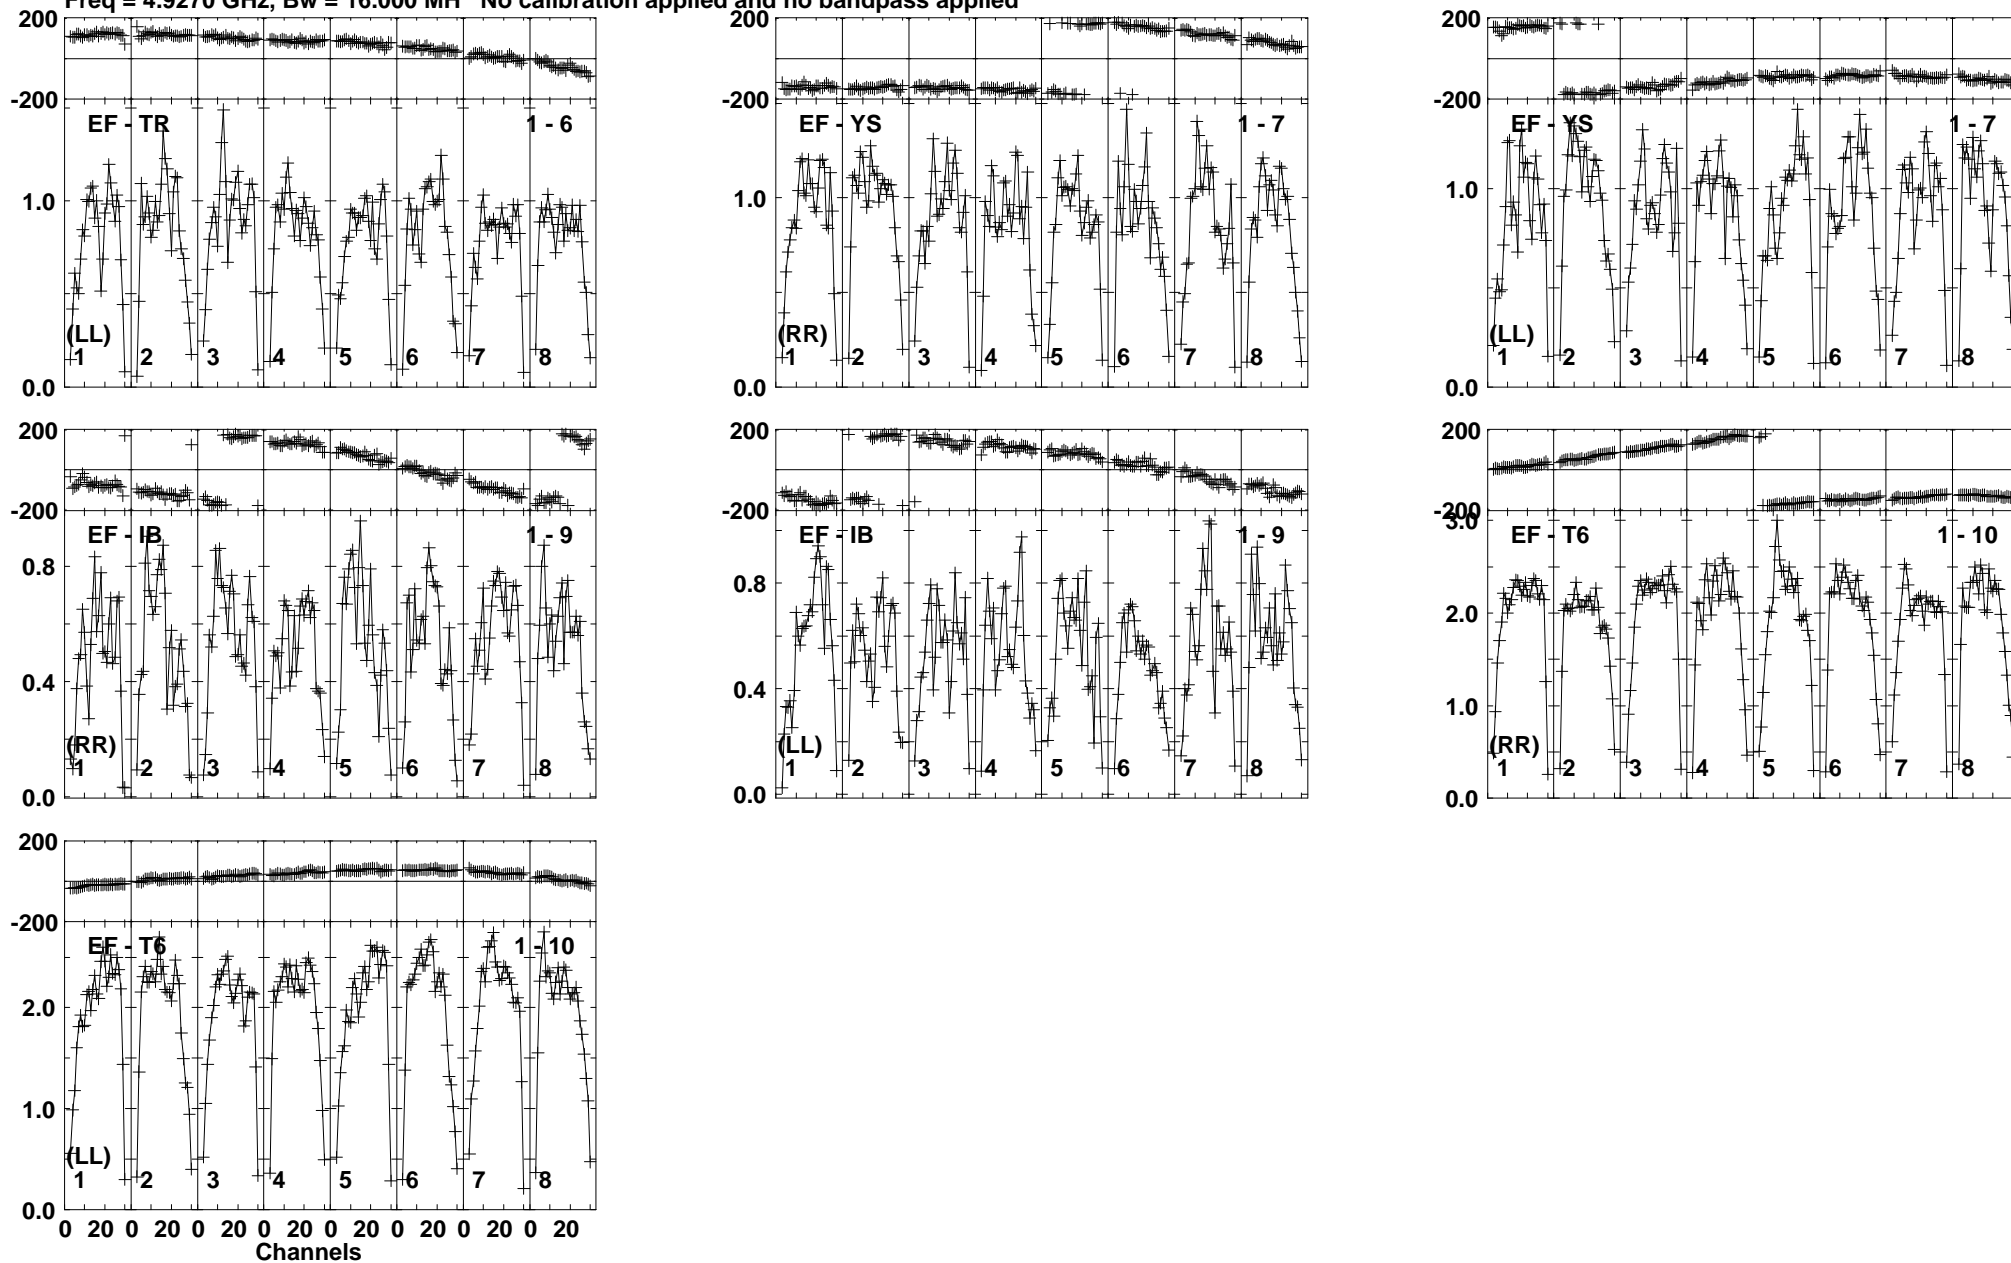 Freq = 4.9270 GHz, Bw = 16.000 MH No calibration applied and no bandpass applied
200
-200
EF - TR 1 - 6
1.0
(LL)
1 2 3 4 5 6 7 8
0.0
200
-200
EF - YS 1 - 7
1.0
(RR)
1 2 3 4 5 6 7 8
0.0
200
-200
EF - YS 1 - 7
1.0
(LL)
1 2 3 4 5 6 7 8
0.0
200
-200
EF - IB 1 - 9
0.8
0.4
(RR)
1 2 3 4 5 6 7 8
0.0
200
-200
EF - IB 1 - 9
0.8
0.4
(LL)
1 2 3 4 5 6 7 8
0.0
200
-200
3.0
EF - T6 1 - 10
2.0
1.0
(RR)
1 2 3 4 5 6 7 8
0.0
200
-200
EF - T6 1 - 10
2.0
1.0
(LL)
1 2 3 4 5 6 7 8
0.0
0 20 0 20 0 20 0 20 0 20 0 20 0 20 0 20
Channels